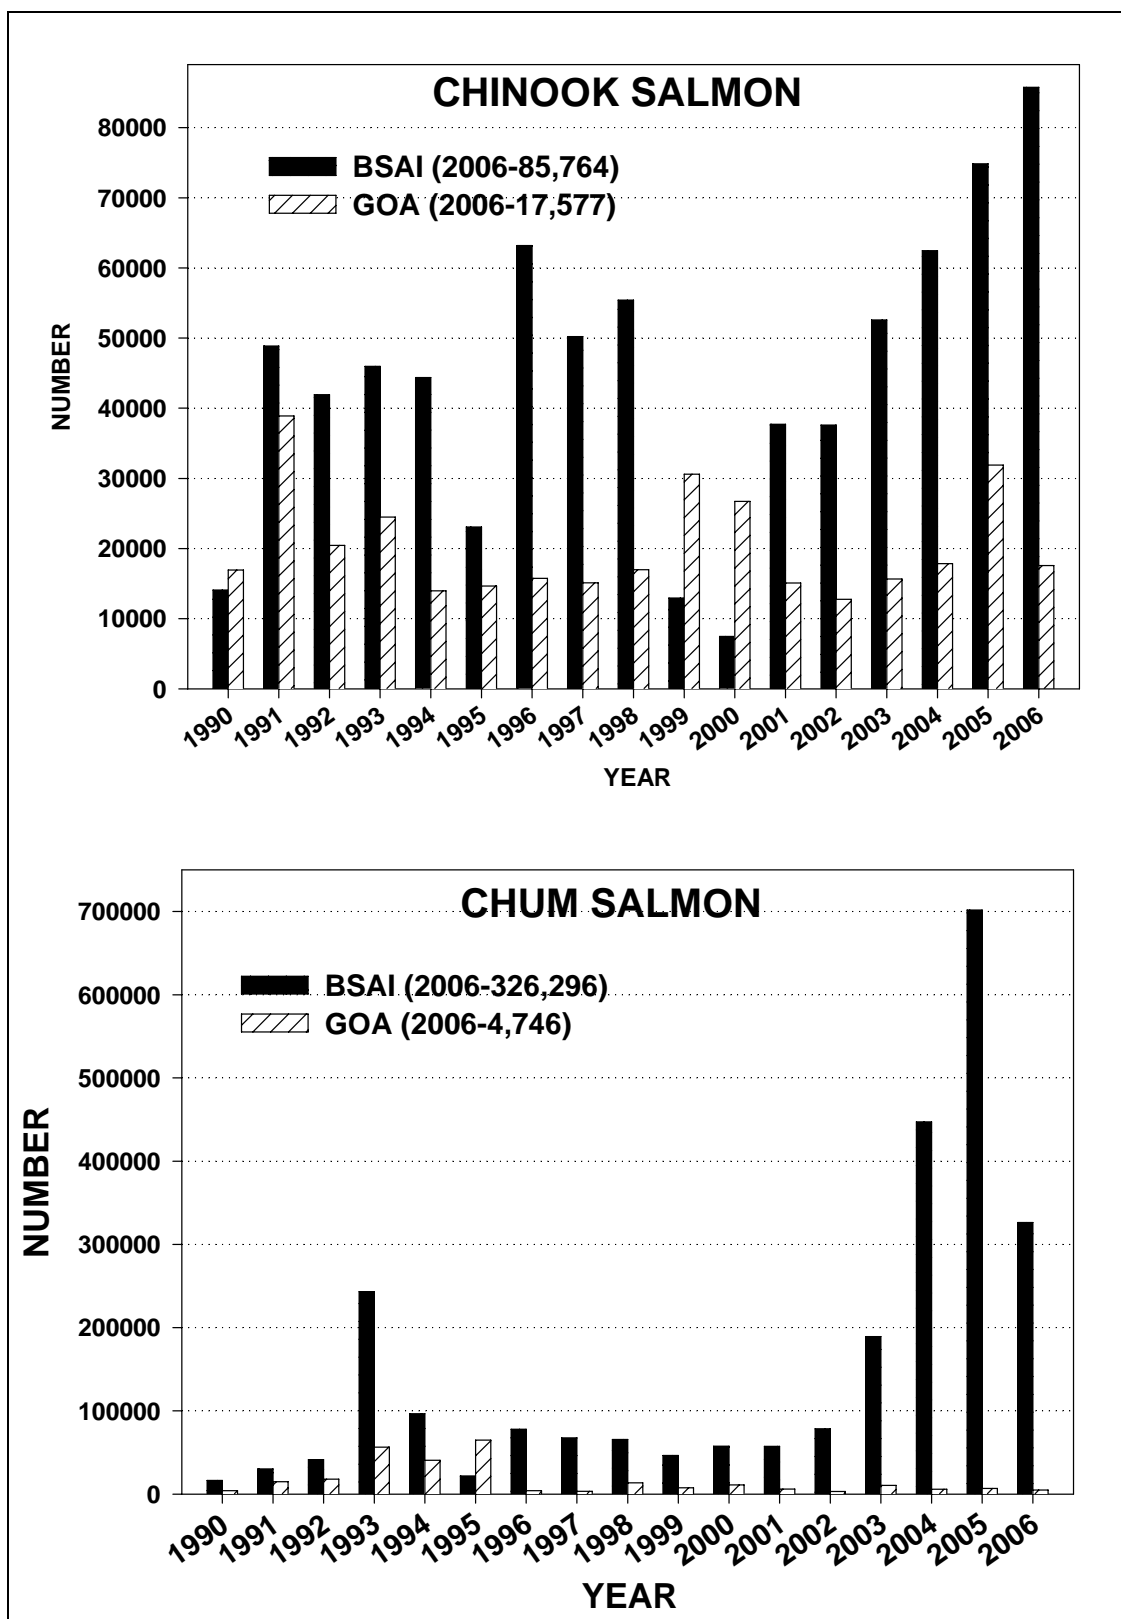 CHINOOK SALMON
BSAI (2006-85,764)
GOA (2006-17,577)
NUMBER
80000
70000
60000
50000
40000
30000
20000
10000
0
1990 1991 1992 1993 1994 1995 1996 1997 1998 1999 2000 2001 2002 2003 2004 2005 2006
YEAR
CHUM SALMON
BSAI (2006-326,296)
GOA (2006-4,746)
NUMBER
700000
600000
500000
400000
300000
200000
100000
0
1990 1991 1992 1993 1994 1995 1996 1997 1998 1999 2000 2001 2002 2003 2004 2005 2006
YEAR